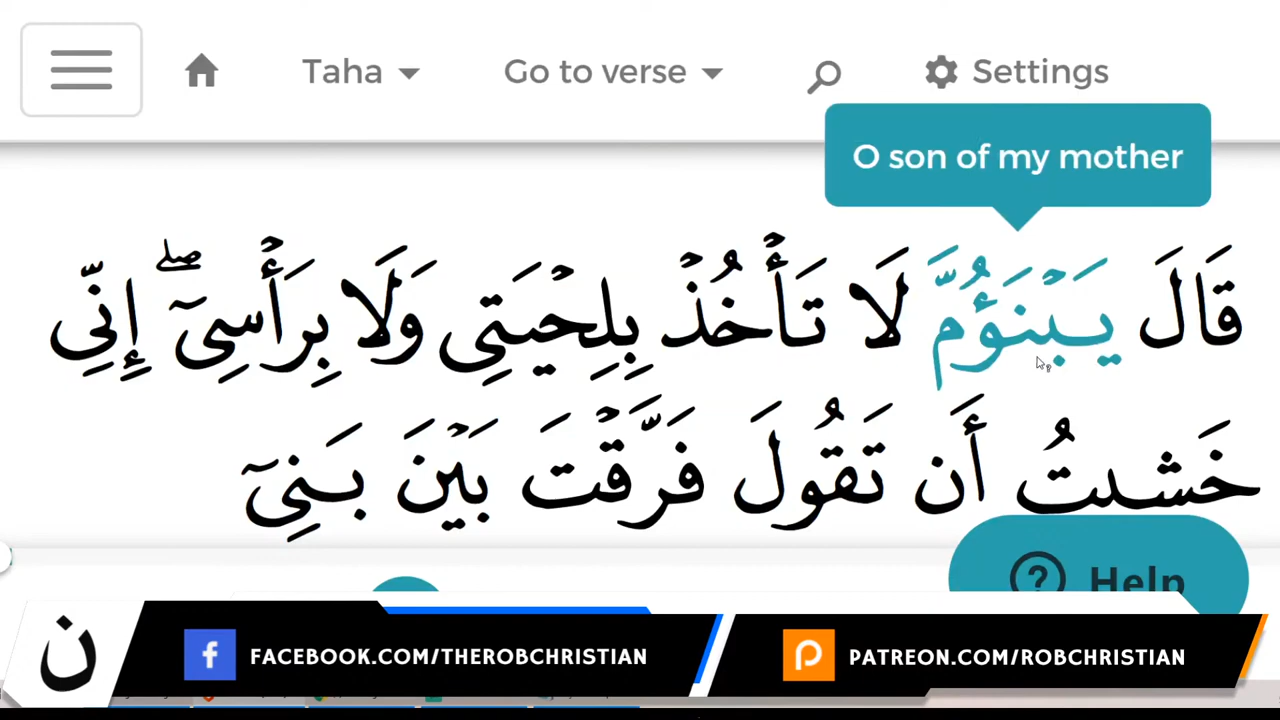 Taha
Go to verse
Settings
O son of my mother
قَالَ يَبْنَؤُمَّ لَا تَأْخُذْ بِلِحْيَتِى وَلَا بِرَأْسِىٓ ۖ إِنِّى
خَشِيتُ أَن تَقُولَ فَرَّقْتَ بَيْنَ بَنِىٓ
Help
ن
FACEBOOK.COM/THEROBCHRISTIAN
PATREON.COM/ROBCHRISTIAN